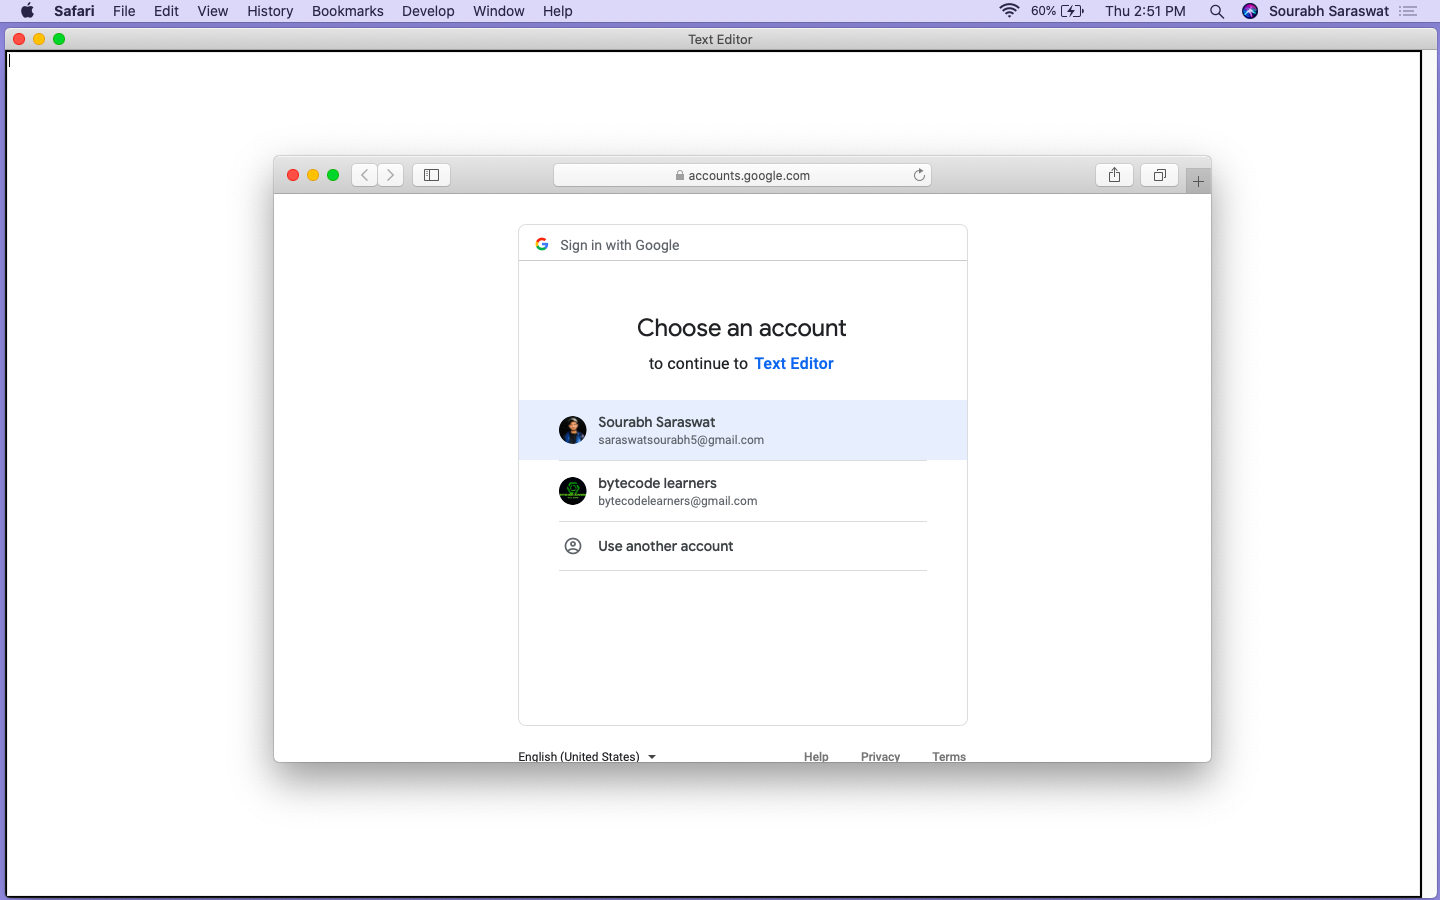 Safari File Edit View History Bookmarks Develop Window Help 60% Thu 2:51 PM Sourabh Saraswat
Text Editor
accounts.google.com
Sign in with Google
Choose an account
to continue to Text Editor
Sourabh Saraswat
saraswatsourabh5@gmail.com
bytecode learners
bytecodelearners@gmail.com
Use another account
English (United States) Help Privacy Terms